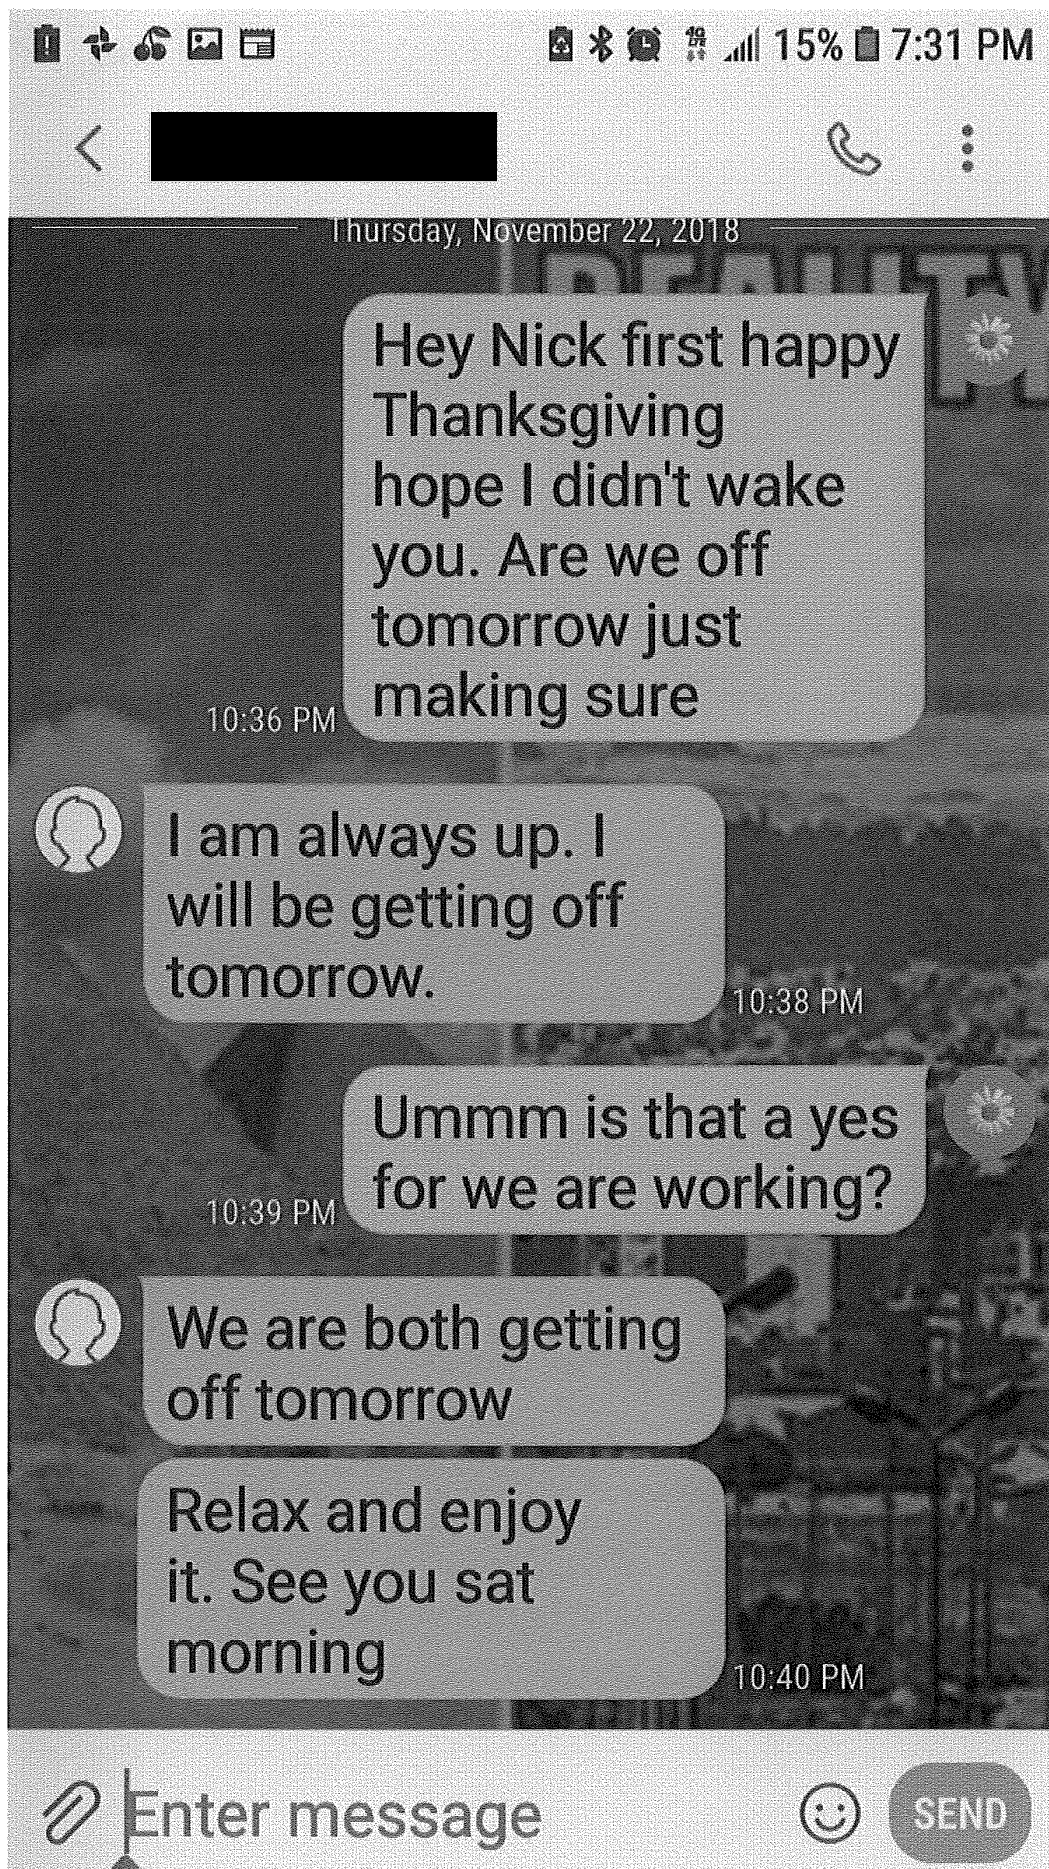 4G
LTE
15% 7:31 PM
Thursday, November 22, 2018
REALITY
Hey Nick first happy
Thanksgiving
hope I didn't wake
you. Are we off
tomorrow just
making sure
10:36 PM
I am always up. I
will be getting off
tomorrow.
10:38 PM
Ummm is that a yes
for we are working?
10:39 PM
We are both getting
off tomorrow
Relax and enjoy
it. See you sat
morning
10:40 PM
Enter message
SEND